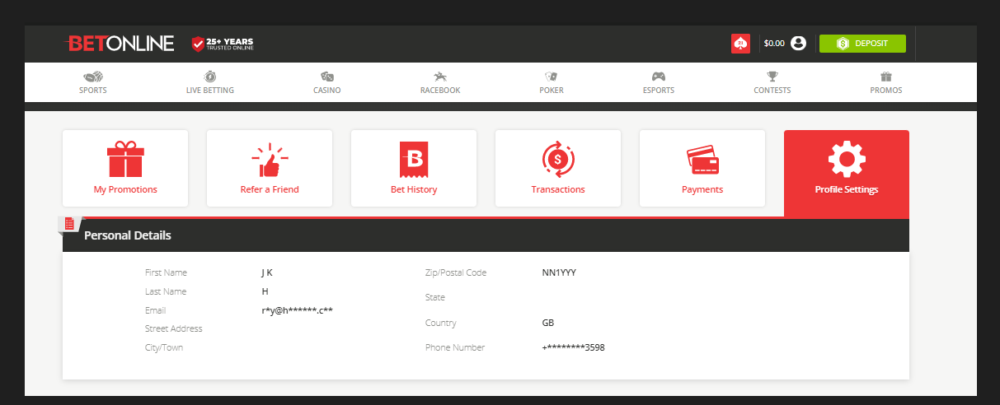 BETONLINE 25+ YEARS TRUSTED ONLINE $0.00 DEPOSIT
SPORTS LIVE BETTING CASINO RACEBOOK POKER ESPORTS CONTESTS PROMOS
My Promotions Refer a Friend Bet History Transactions Payments Profile Settings
Personal Details
First Name J K Zip/Postal Code NN1YYY
Last Name H State
Email r*y@h******.c**
Country GB
Street Address
City/Town Phone Number +********3598